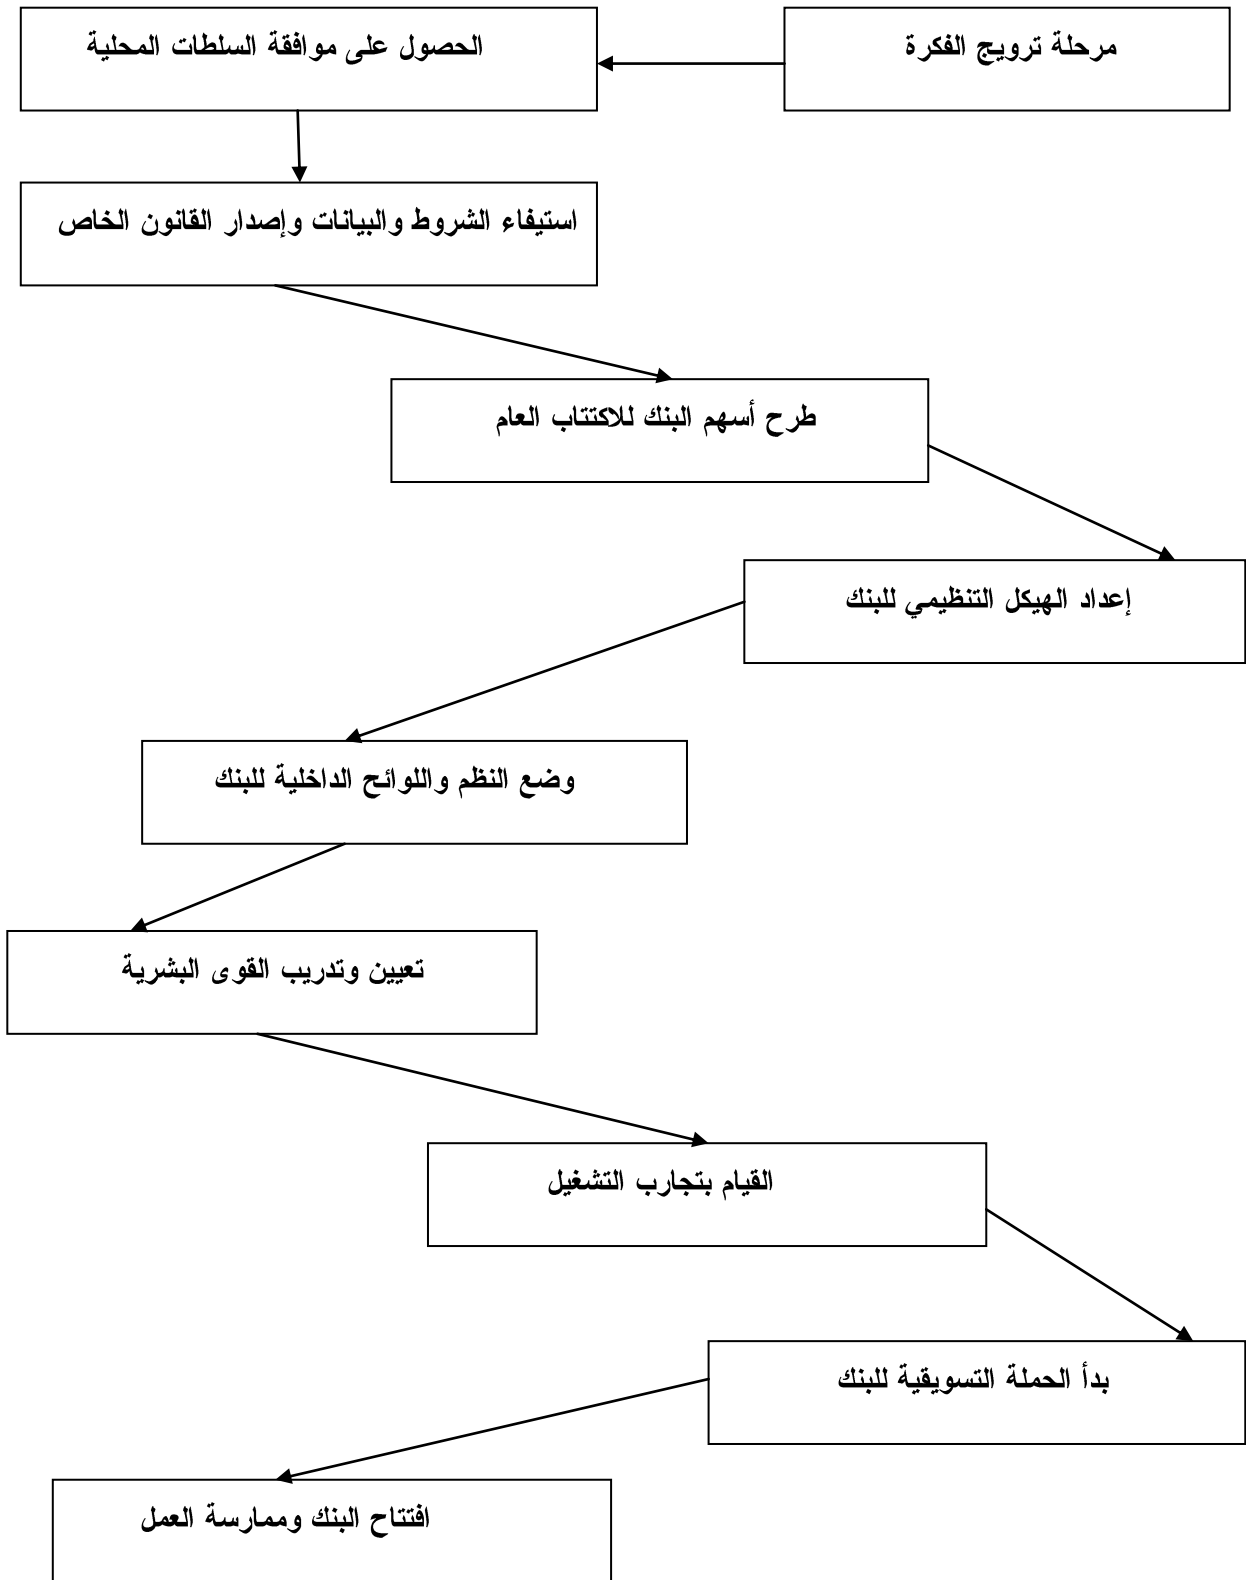 مرحلة ترويج الفكرة
الحصول على موافقة السلطات المحلية
استيفاء الشروط والبيانات وإصدار القانون الخاص
طرح أسهم البنك للاكتتاب العام
إعداد الهيكل التنظيمي للبنك
وضع النظم واللوائح الداخلية للبنك
تعيين وتدريب القوى البشرية
القيام بتجارب التشغيل
بدأ الحملة التسويقية للبنك
افتتاح البنك وممارسة العمل